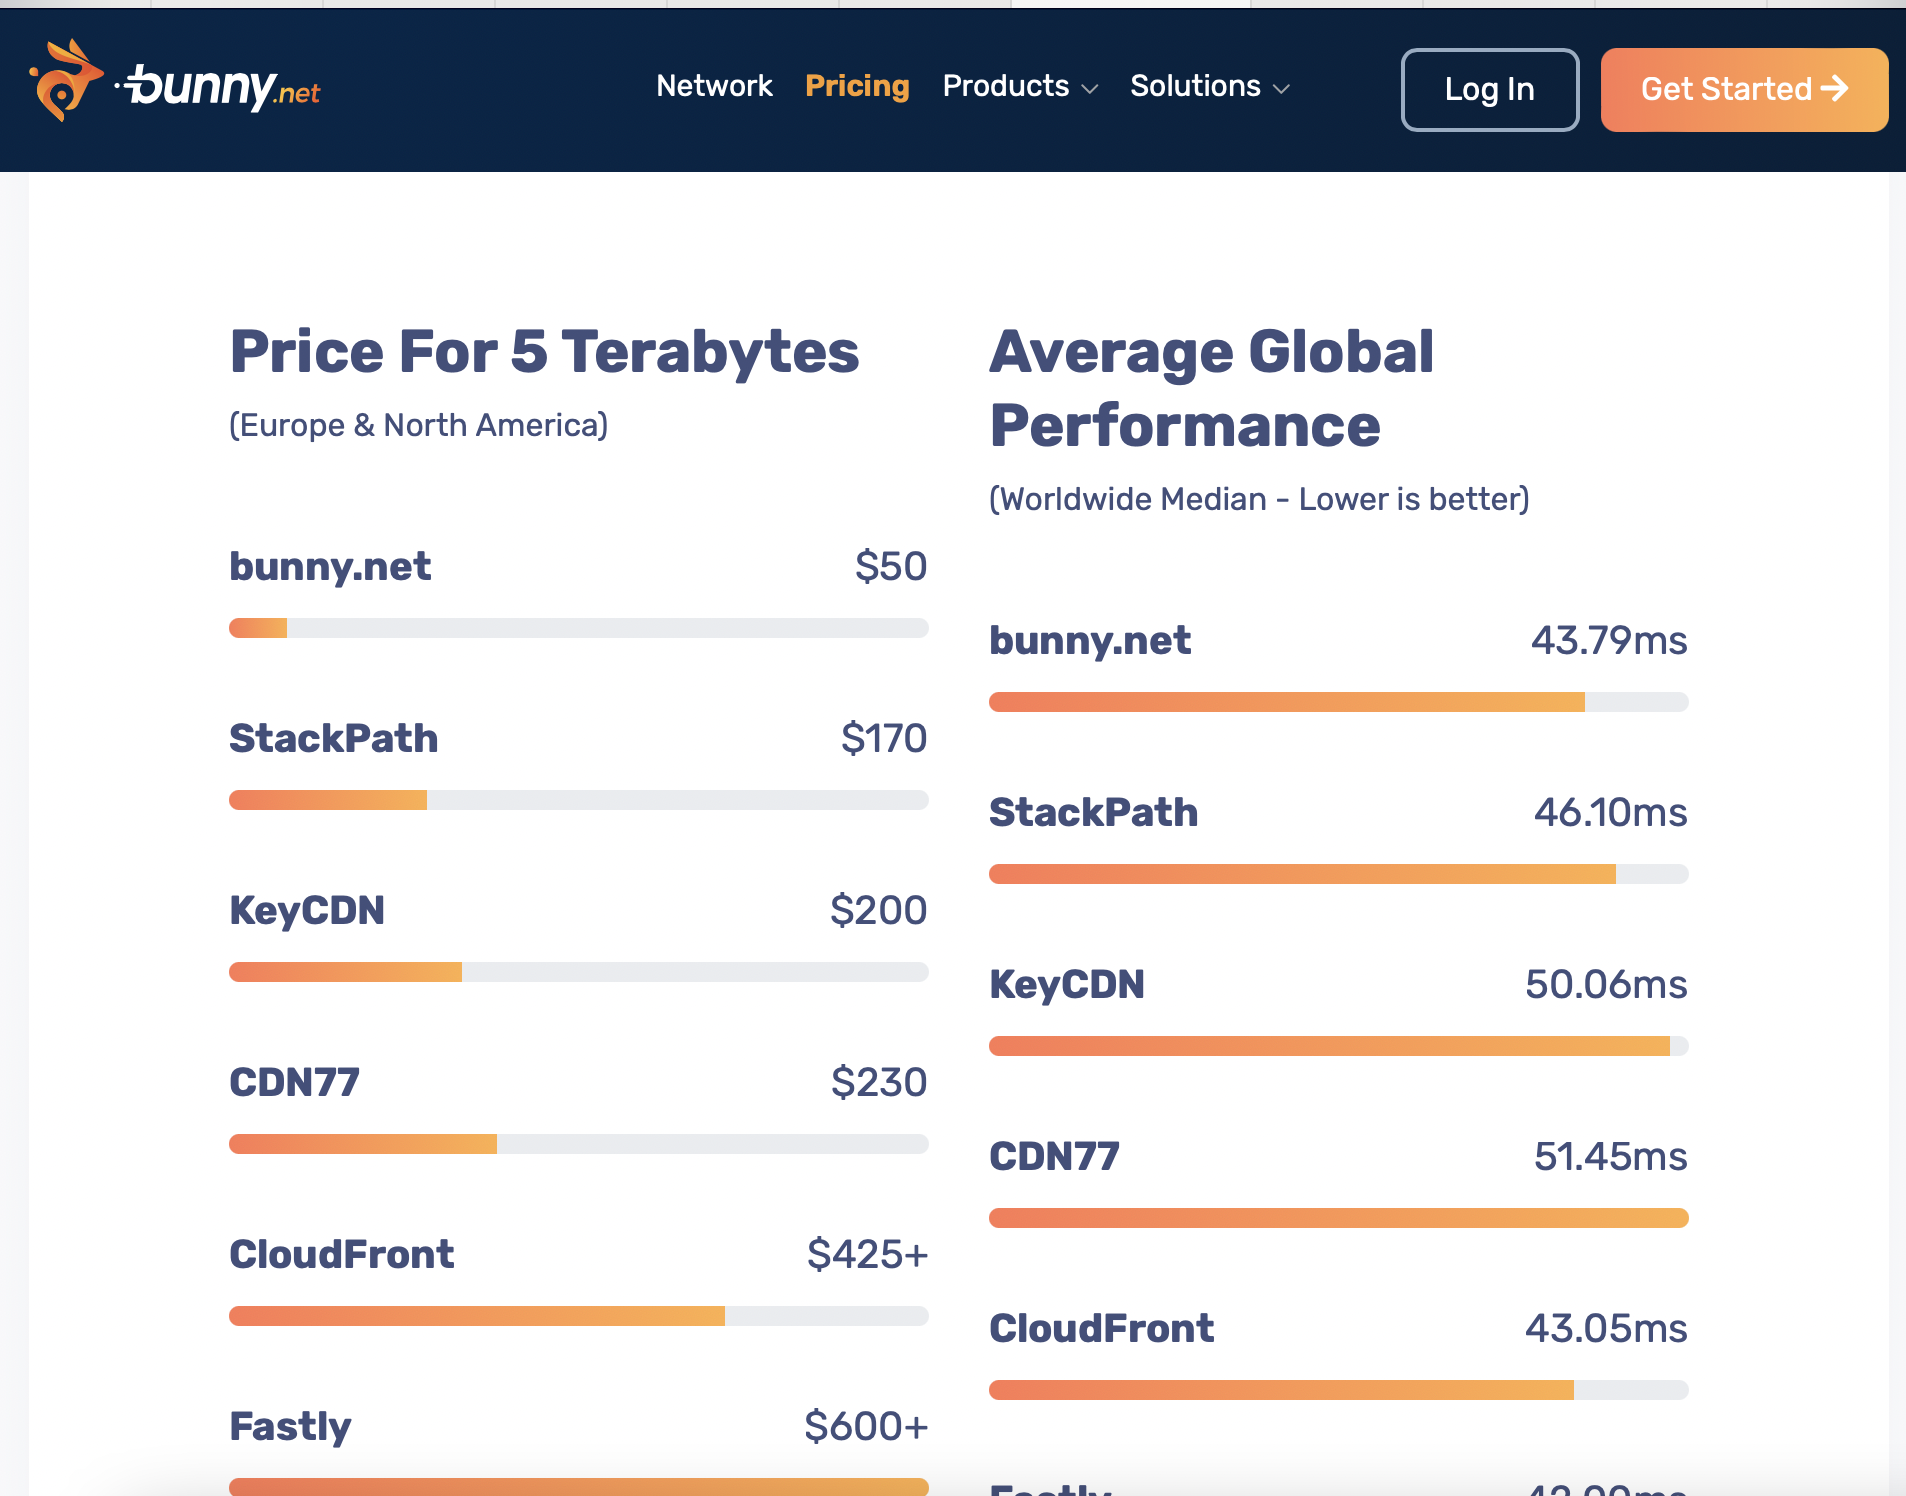 bunny.net
Network Pricing Products Solutions
Log In
Get Started
Price For 5 Terabytes
(Europe & North America)
bunny.net $50
StackPath $170
KeyCDN $200
CDN77 $230
CloudFront $425+
Fastly $600+
Average Global
Performance
(Worldwide Median - Lower is better)
bunny.net 43.79ms
StackPath 46.10ms
KeyCDN 50.06ms
CDN77 51.45ms
CloudFront 43.05ms
Fastly